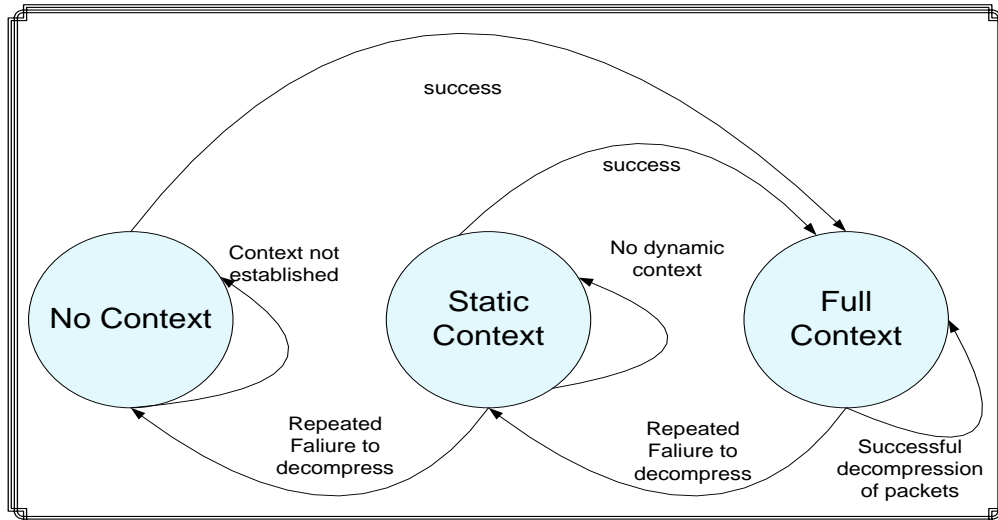 success
success
Context not
established
No dynamic
context
No Context
Static
Context
Full
Context
Repeated
Faliure to
decompress
Repeated
Faliure to
decompress
Successful
decompression
of packets